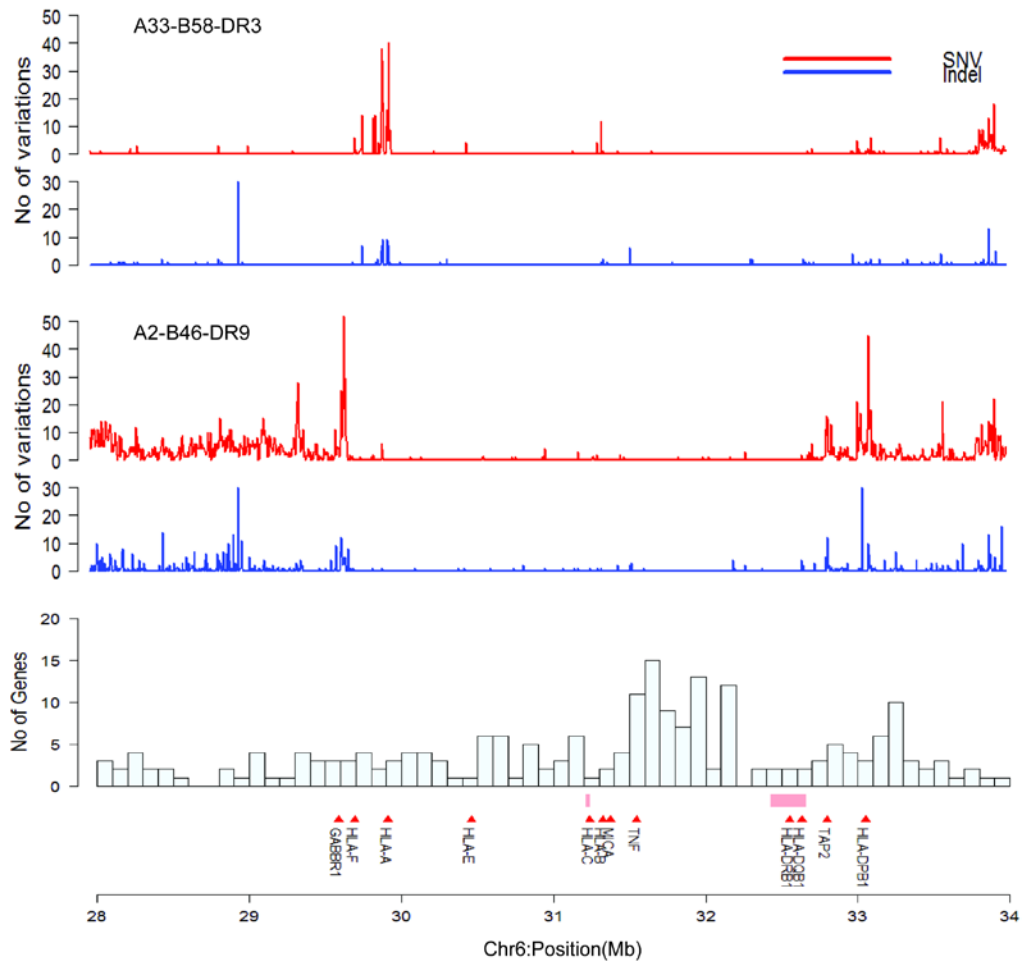 A33-B58-DR3
SNV
Indel
No of variations
50
40
30
20
10
0
30
20
10
0
A2-B46-DR9
No of variations
50
40
30
20
10
0
30
20
10
0
No of Genes
20
15
10
5
0
GABBR1
HLA-F
HLA-A
HLA-E
HLA-C
HLA-B
MICA
TNF
HLA-DRB1
HLA-DQB1
TAP2
HLA-DPB1
28 29 30 31 32 33 34
Chr6:Position(Mb)